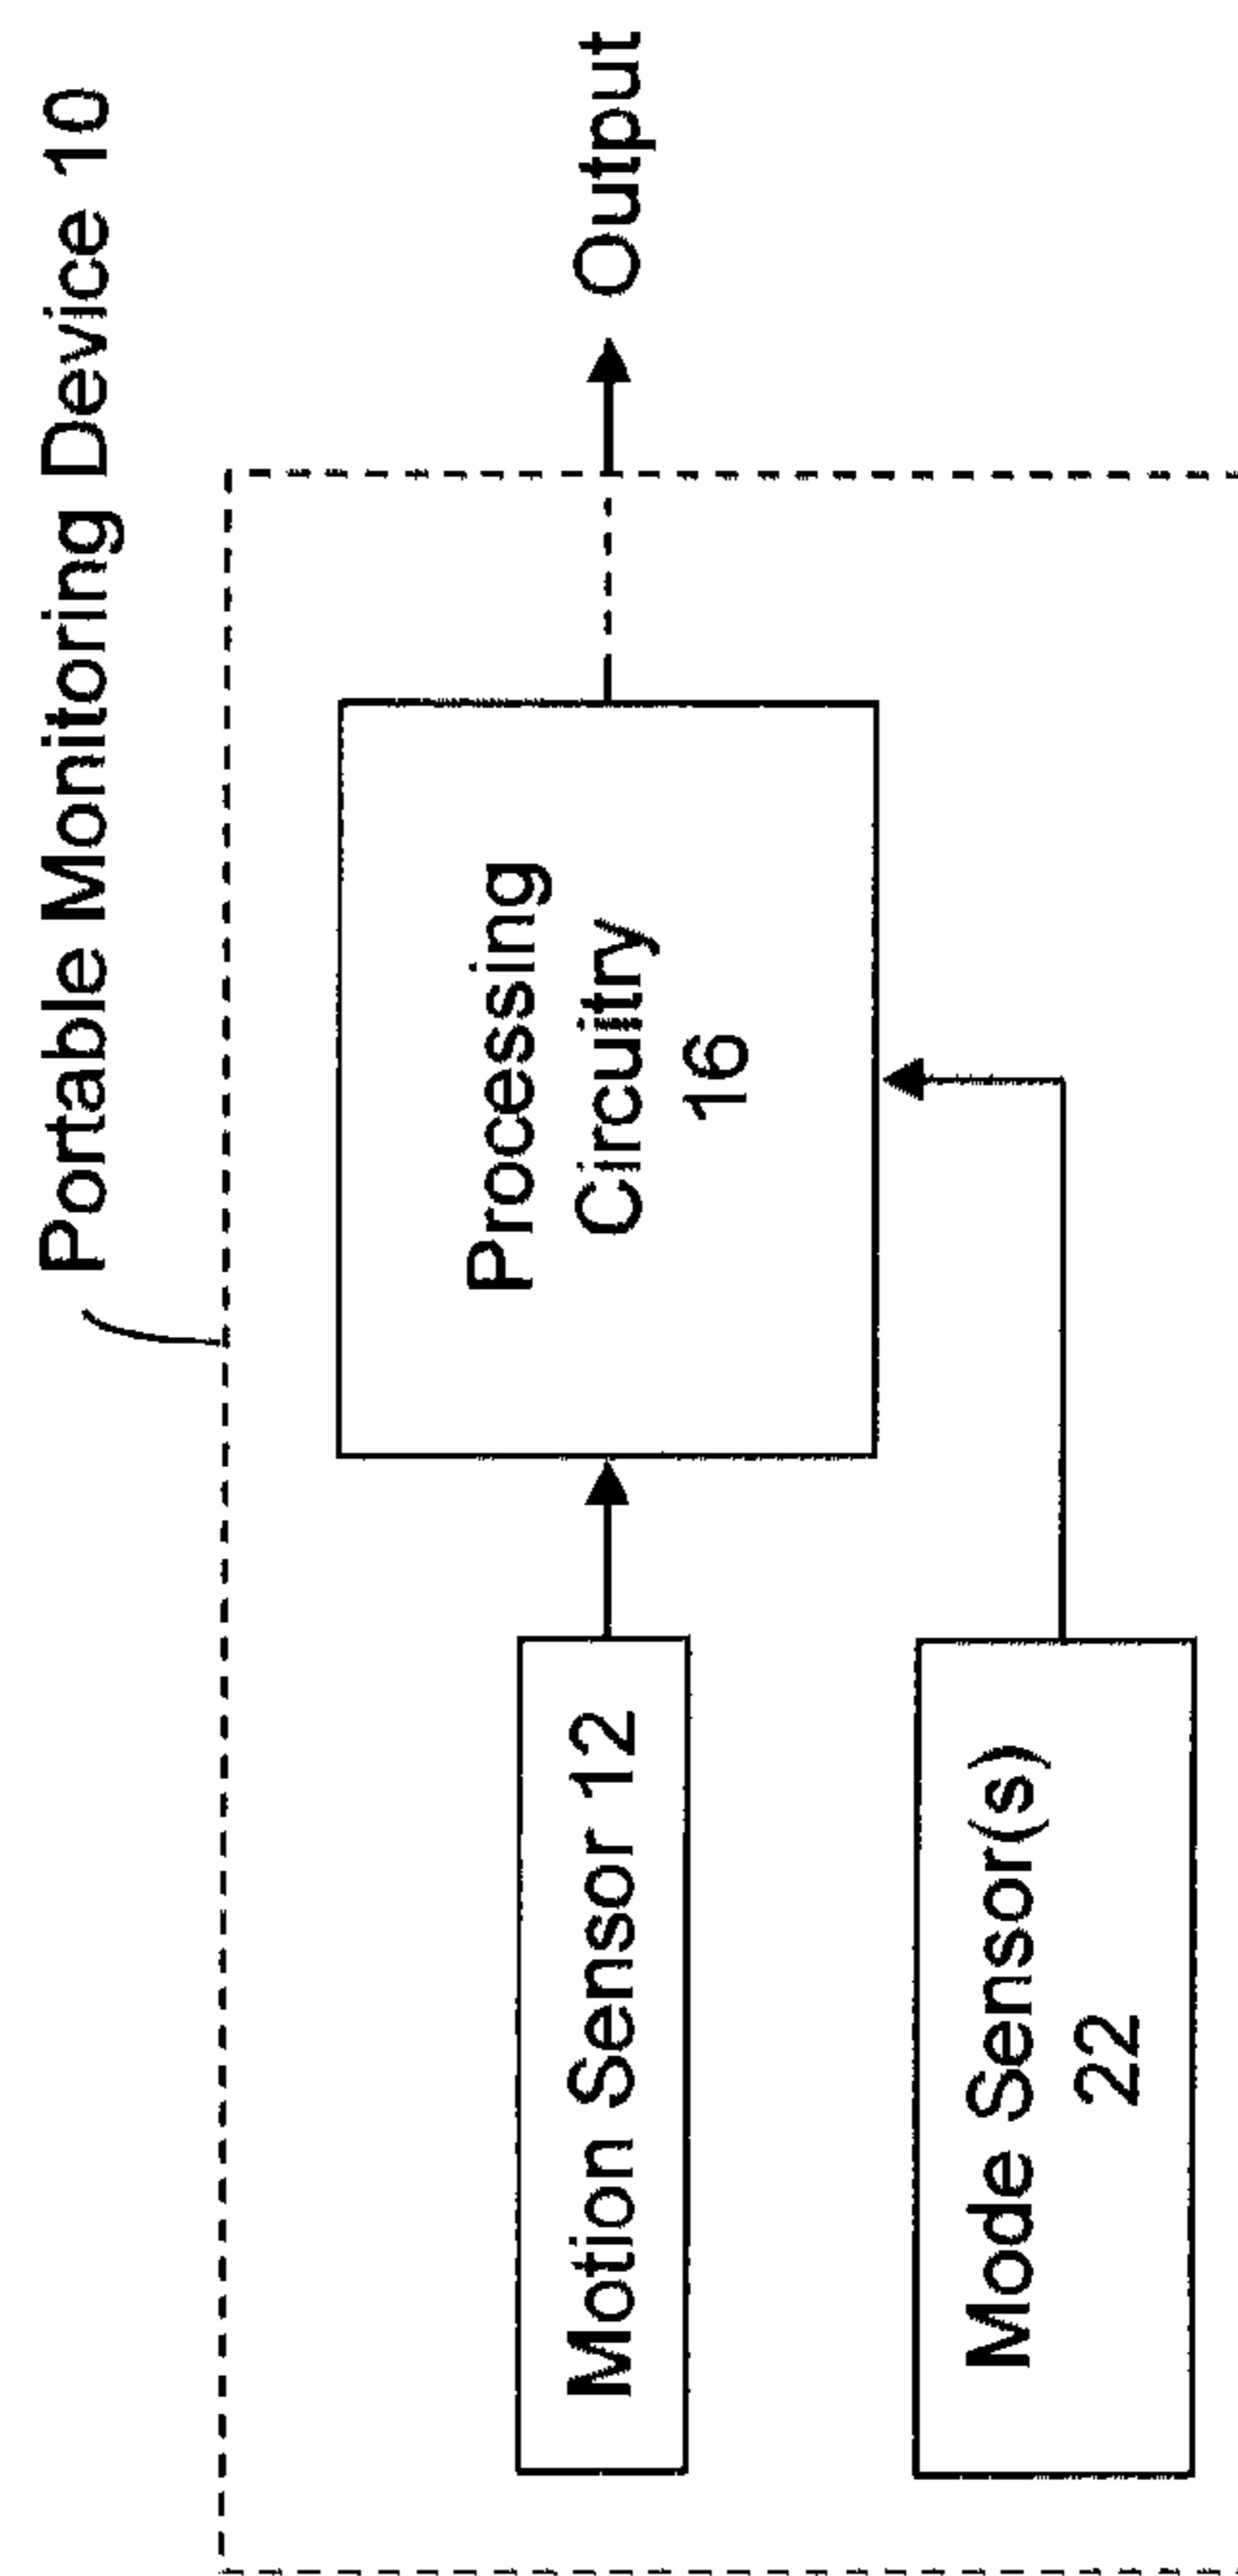 Portable Monitoring Device 10
Motion Sensor 12
Processing
Circuitry
16
Output
Mode Sensor(s)
22